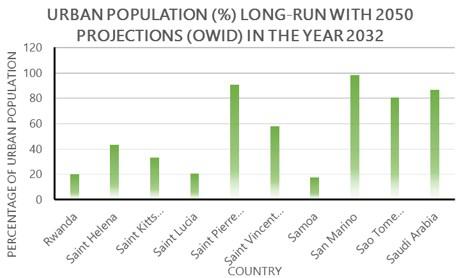 URBAN POPULATION (%) LONG-RUN WITH 2050
PROJECTIONS (OWID) IN THE YEAR 2032
PERCENTAGE OF URBAN POPULATION
120
100
80
60
40
20
0
Rwanda
Saint Helena
Saint Kitts...
Saint Lucia
Saint Pierre...
Saint Vincent...
Samoa
San Marino
Sao Tome...
Saudi Arabia
COUNTRY